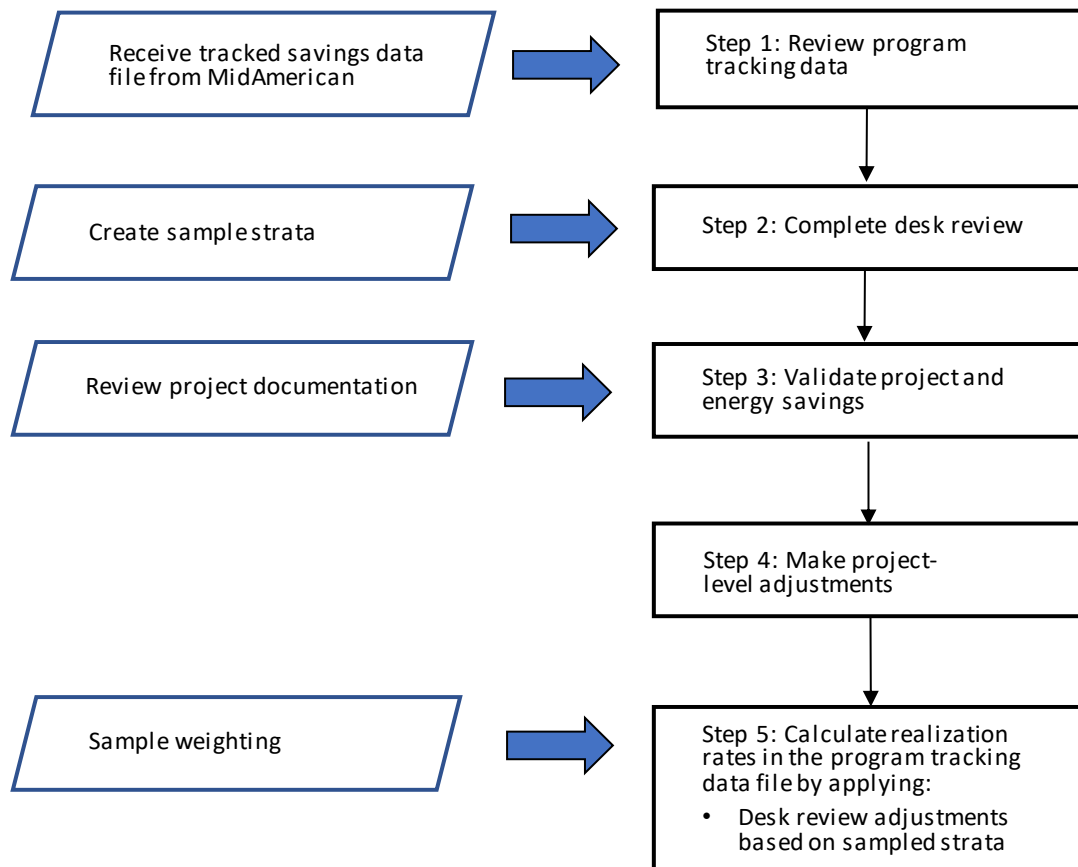 Receive tracked savings data
file from MidAmerican
Step 1: Review program
tracking data
Create sample strata
Step 2: Complete desk review
Review project documentation
Step 3: Validate project and
energy savings
Step 4: Make project-
level adjustments
Sample weighting
Step 5: Calculate realization
rates in the program tracking
data file by applying:
• Desk review adjustments
based on sampled strata